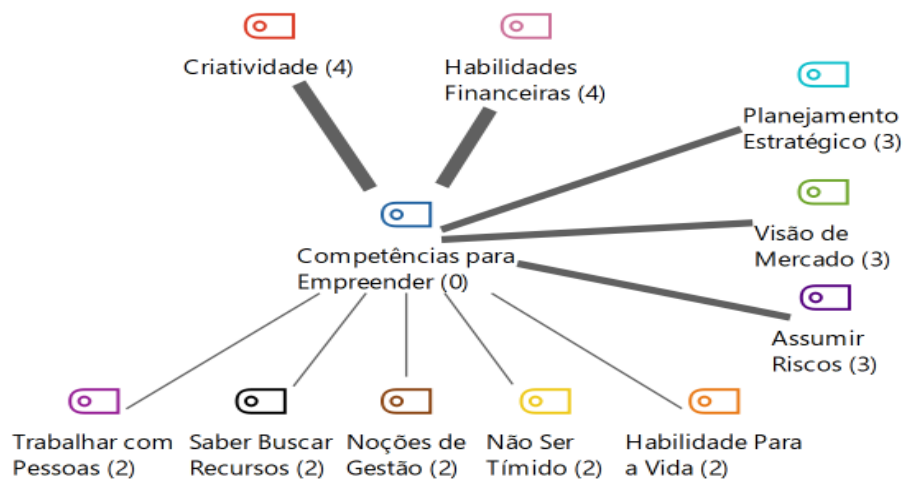 Criatividade (4)
Habilidades
Financeiras (4)
Planejamento
Estratégico (3)
Visão de
Mercado (3)
Competências para
Empreender (0)
Assumir
Riscos (3)
Trabalhar com
Pessoas (2)
Saber Buscar
Recursos (2)
Noções de
Gestão (2)
Não Ser
Tímido (2)
Habilidade Para
a Vida (2)